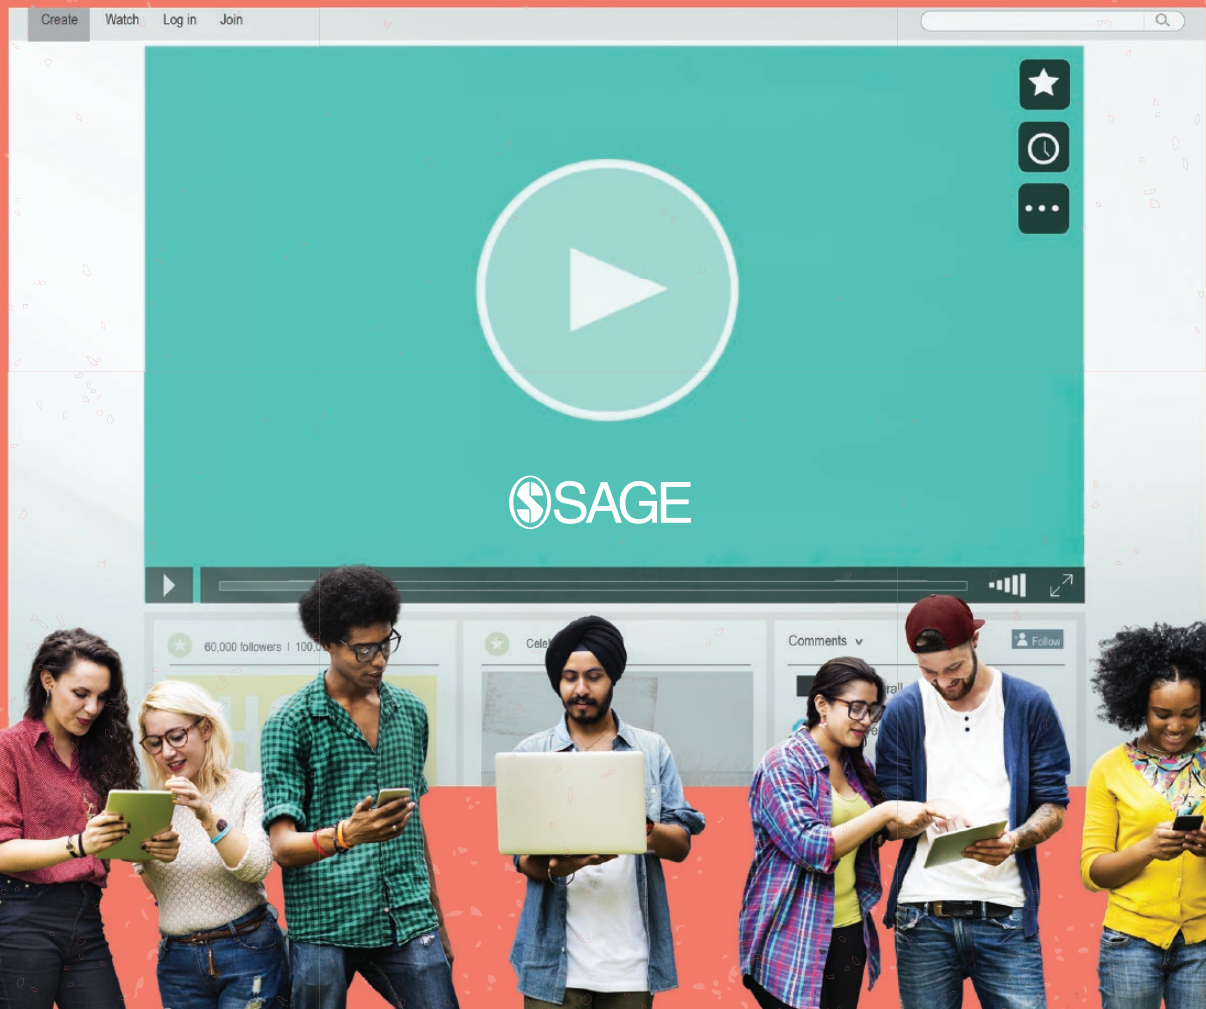 Create Watch Log in Join
SAGE
60,000 followers | 100,0
Cele
Comments
Follow